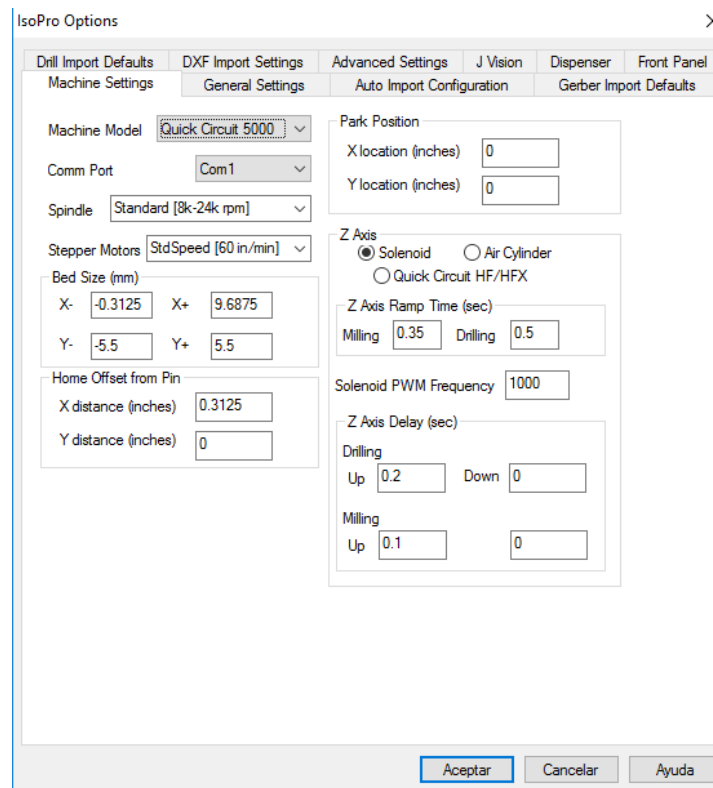 IsoPro Options
Drill Import Defaults DXF Import Settings Advanced Settings J Vision Dispenser Front Panel
Machine Settings General Settings Auto Import Configuration Gerber Import Defaults
Machine Model Quick Circuit 5000
Comm Port Com1
Spindle Standard [8k-24k rpm]
Stepper Motors StdSpeed [60 in/min]
Bed Size (mm)
X- -0.3125 X+ 9.6875
Y- -5.5 Y+ 5.5
Home Offset from Pin
X distance (inches) 0.3125
Y distance (inches) 0
Park Position
X location (inches) 0
Y location (inches) 0
Z Axis
Solenoid Air Cylinder
Quick Circuit HF/HFX
Z Axis Ramp Time (sec)
Milling 0.35 Drilling 0.5
Solenoid PWM Frequency 1000
Z Axis Delay (sec)
Drilling
Up 0.2 Down 0
Milling
Up 0.1 0
Aceptar Cancelar Ayuda